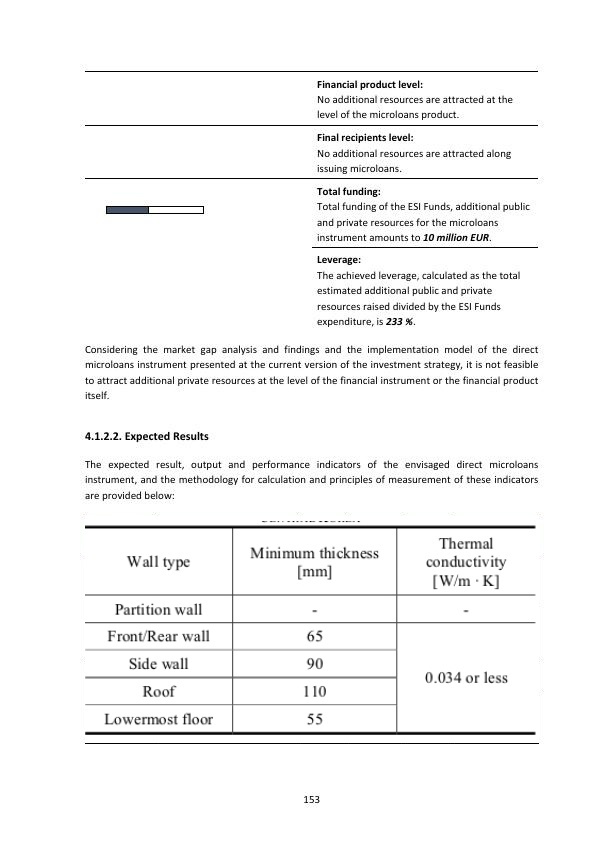 Financial product level:
No additional resources are attracted at the
level of the microloans product.
Final recipients level:
No additional resources are attracted along
issuing microloans.
Total funding:
Total funding of the ESI Funds, additional public
and private resources for the microloans
instrument amounts to 10 million EUR.
Leverage:
The achieved leverage, calculated as the total
estimated additional public and private
resources raised divided by the ESI Funds
expenditure, is 233 %.
Considering the market gap analysis and findings and the implementation model of the direct
microloans instrument presented at the current version of the investment strategy, it is not feasible
to attract additional private resources at the level of the financial instrument or the financial product
itself.
4.1.2.2. Expected Results
The expected result, output and performance indicators of the envisaged direct microloans
instrument, and the methodology for calculation and principles of measurement of these indicators
are provided below:
Wall type
Minimum thickness
[mm]
Thermal
conductivity
[W/m · K]
Partition wall - -
Front/Rear wall 65
Side wall 90
0.034 or less
Roof 110
Lowermost floor 55
153